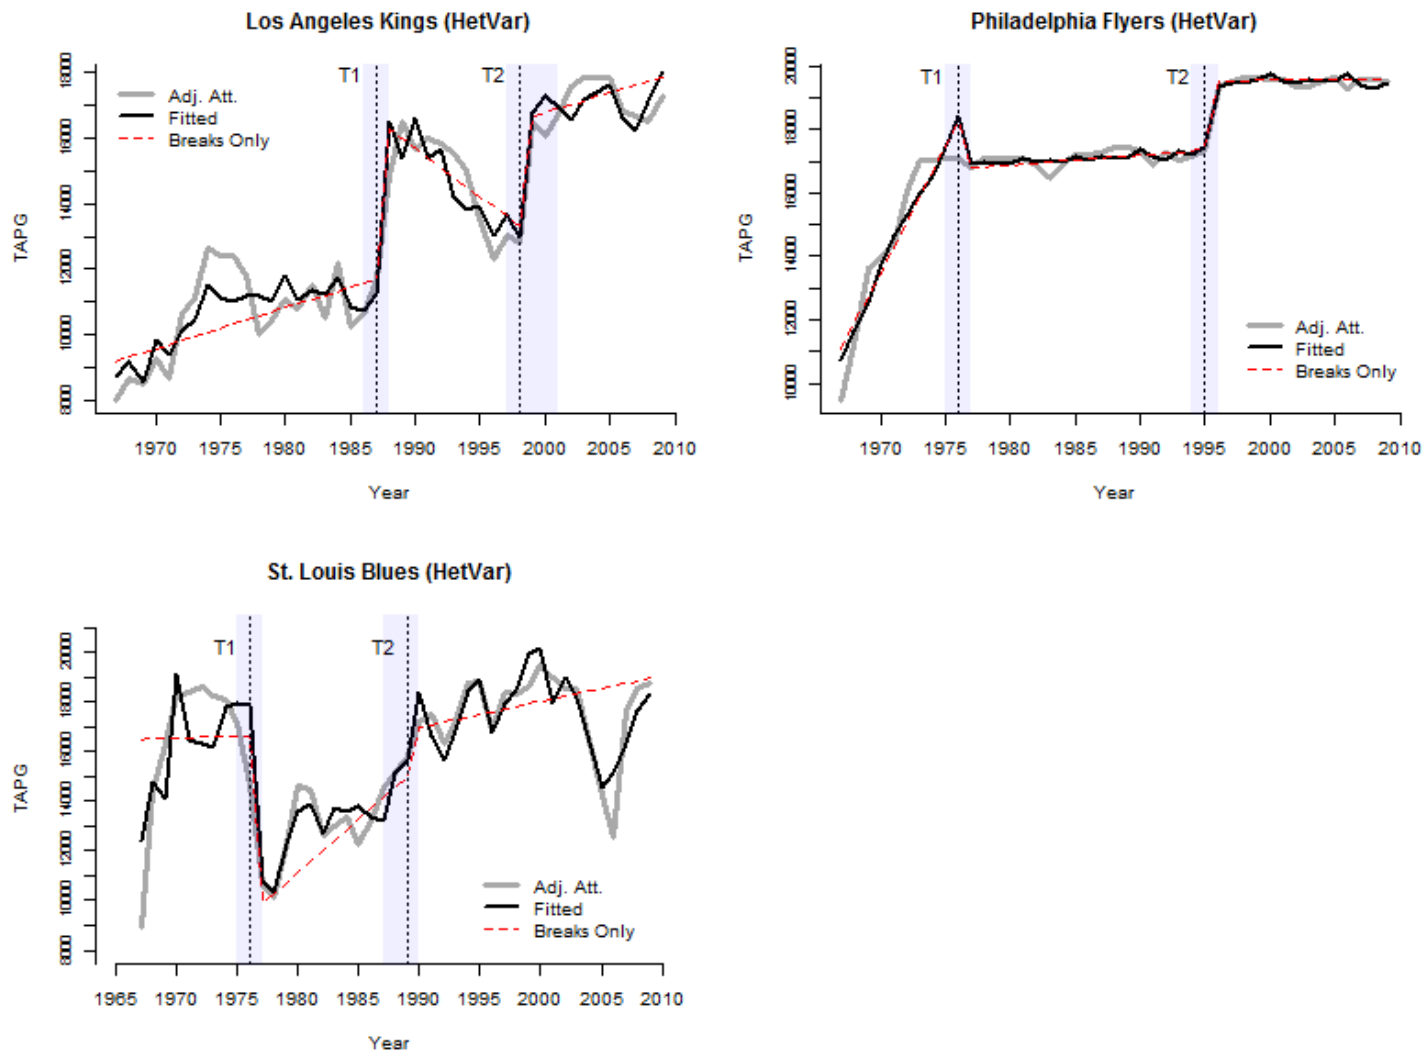 Los Angeles Kings (HetVar)
TAPG
18000
16000
14000
12000
10000
8000
T1
T2
Adj. Att.
Fitted
Breaks Only
1970 1975 1980 1985 1990 1995 2000 2005 2010
Year
Philadelphia Flyers (HetVar)
TAPG
20000
18000
16000
14000
12000
10000
T1
T2
Adj. Att.
Fitted
Breaks Only
1970 1975 1980 1985 1990 1995 2000 2005 2010
Year
St. Louis Blues (HetVar)
TAPG
20000
18000
16000
14000
12000
10000
8000
T1
T2
Adj. Att.
Fitted
Breaks Only
1965 1970 1975 1980 1985 1990 1995 2000 2005 2010
Year